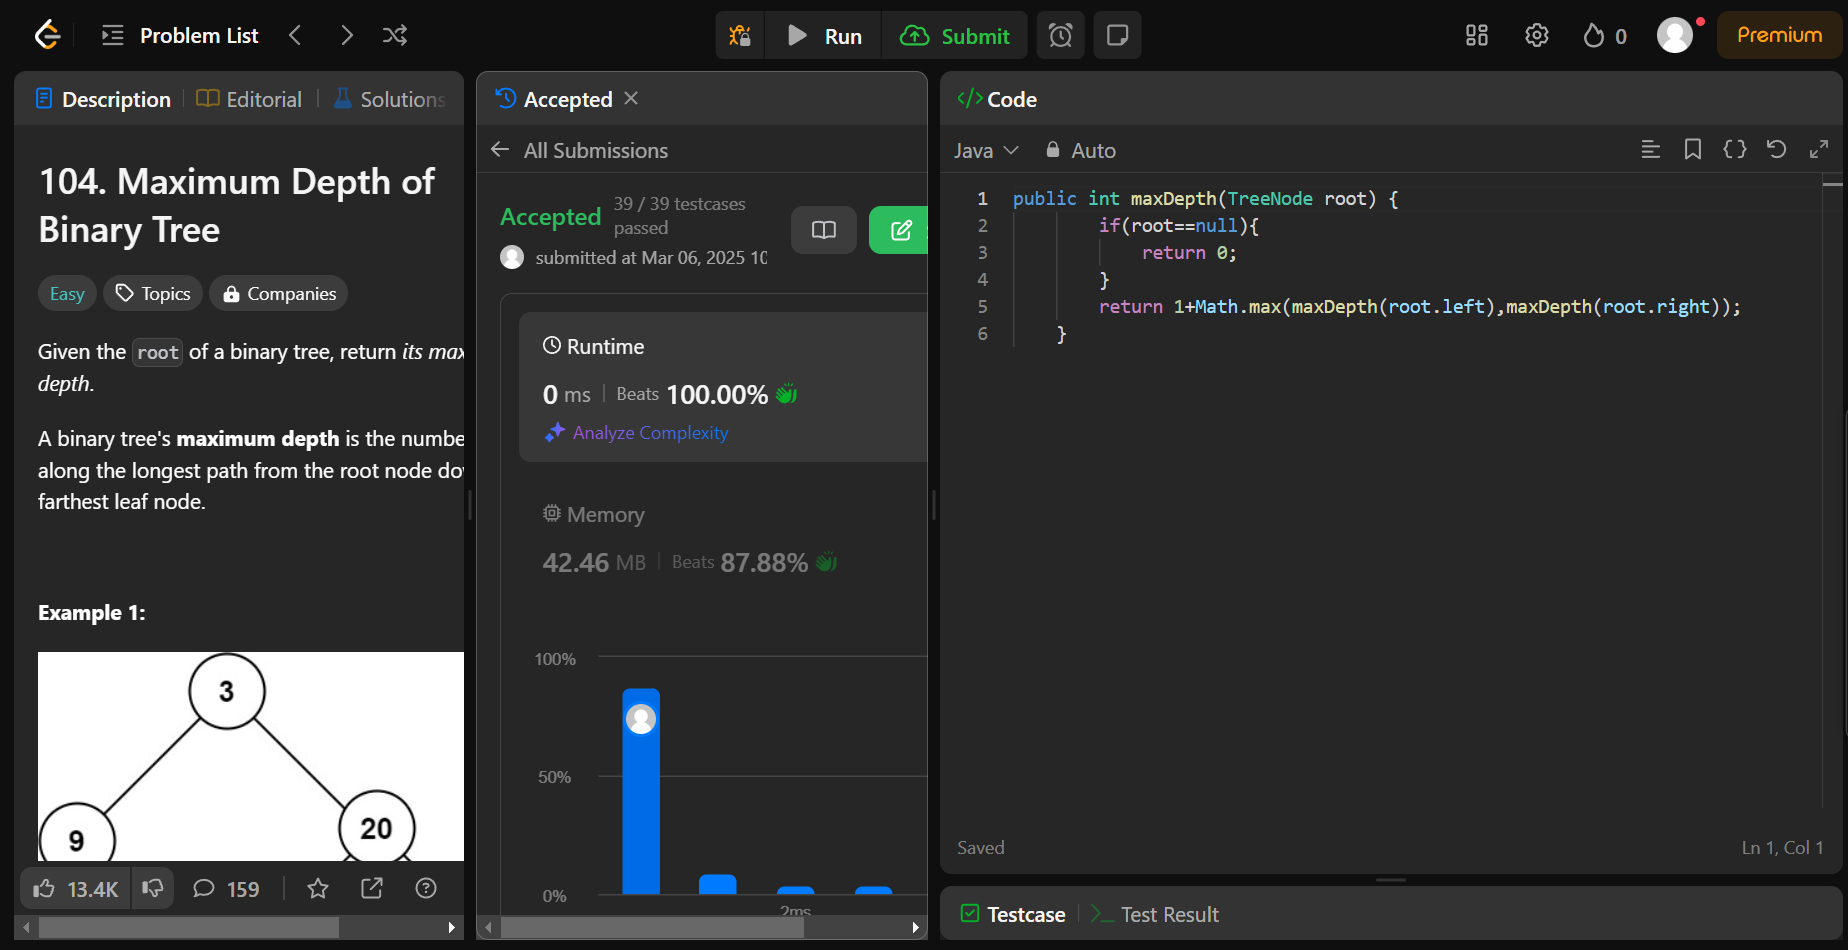 Problem List
Run
Submit
0
Premium
Description
Editorial
Solutions
104. Maximum Depth of
Binary Tree
Easy
Topics
Companies
Given the root of a binary tree, return its max
depth.
A binary tree's maximum depth is the numbe
along the longest path from the root node do
farthest leaf node.
Example 1:
3
9
20
13.4K
159
Accepted
All Submissions
Accepted
39 / 39 testcases
passed
submitted at Mar 06, 2025 10
Runtime
0 ms
Beats 100.00%
Analyze Complexity
Memory
42.46 MB
Beats 87.88%
100%
50%
0%
2ms
</> Code
Java
Auto
1 public int maxDepth(TreeNode root) {
2 if(root==null){
3 return 0;
4 }
5 return 1+Math.max(maxDepth(root.left),maxDepth(root.right));
6 }
Saved
Ln 1, Col 1
Testcase
Test Result